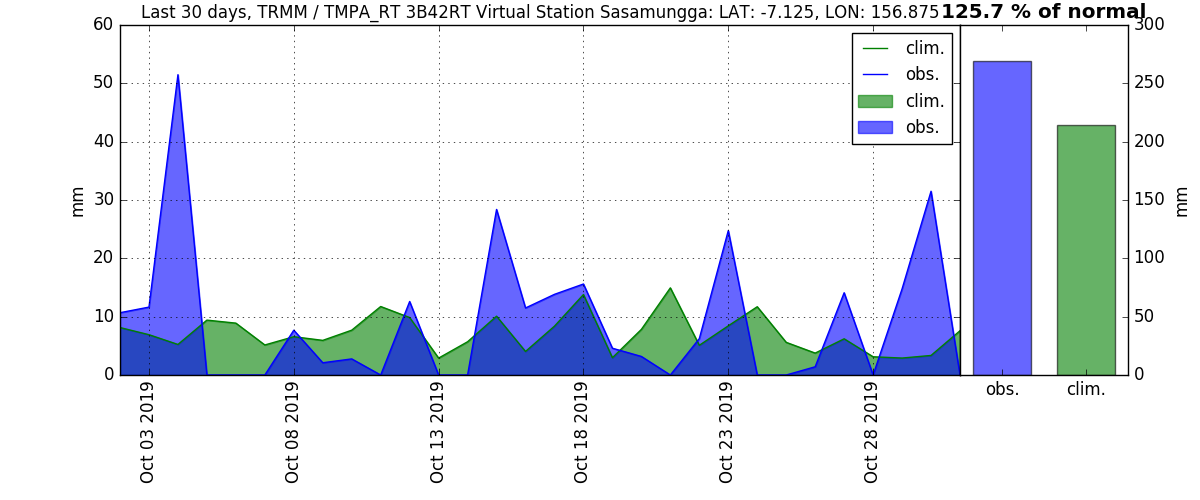 Last 30 days, TRMM / TMPA_RT 3B42RT Virtual Station Sasamungga: LAT: -7.125, LON: 156.875
125.7 % of normal
60
50
40
30
20
10
0
mm
clim.
obs.
clim.
obs.
Oct 03 2019
Oct 08 2019
Oct 13 2019
Oct 18 2019
Oct 23 2019
Oct 28 2019
300
250
200
150
100
50
0
mm
obs.
clim.